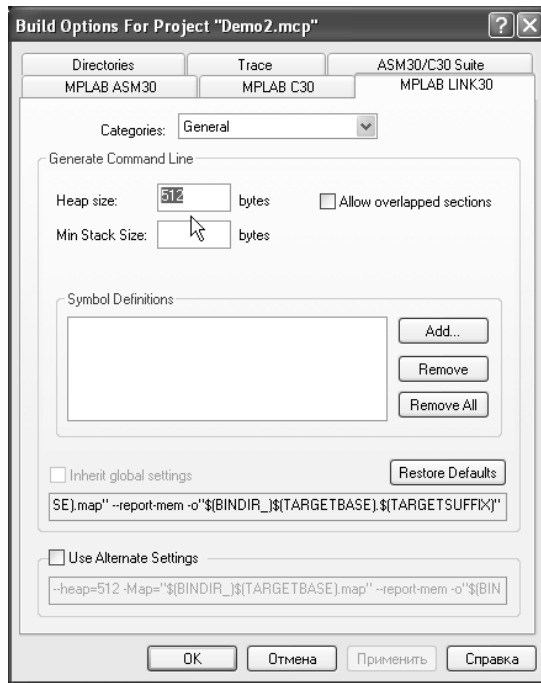 Build Options For Project "Demo2.mcp"
Directories Trace ASM30/C30 Suite
MPLAB ASM30 MPLAB C30 MPLAB LINK30
Categories: General
Generate Command Line
Heap size: 512 bytes Allow overlapped sections
Min Stack Size: bytes
Symbol Definitions
Add...
Remove
Remove All
Inherit global settings Restore Defaults
SE).map" --report-mem -o"$(BINDIR_)$(TARGETBASE).$(TARGETSUFFIX)"
Use Alternate Settings
--heap=512 -Map="$(BINDIR_)$(TARGETBASE).map" --report-mem -o"$(BIN
OK Отмена Применить Справка